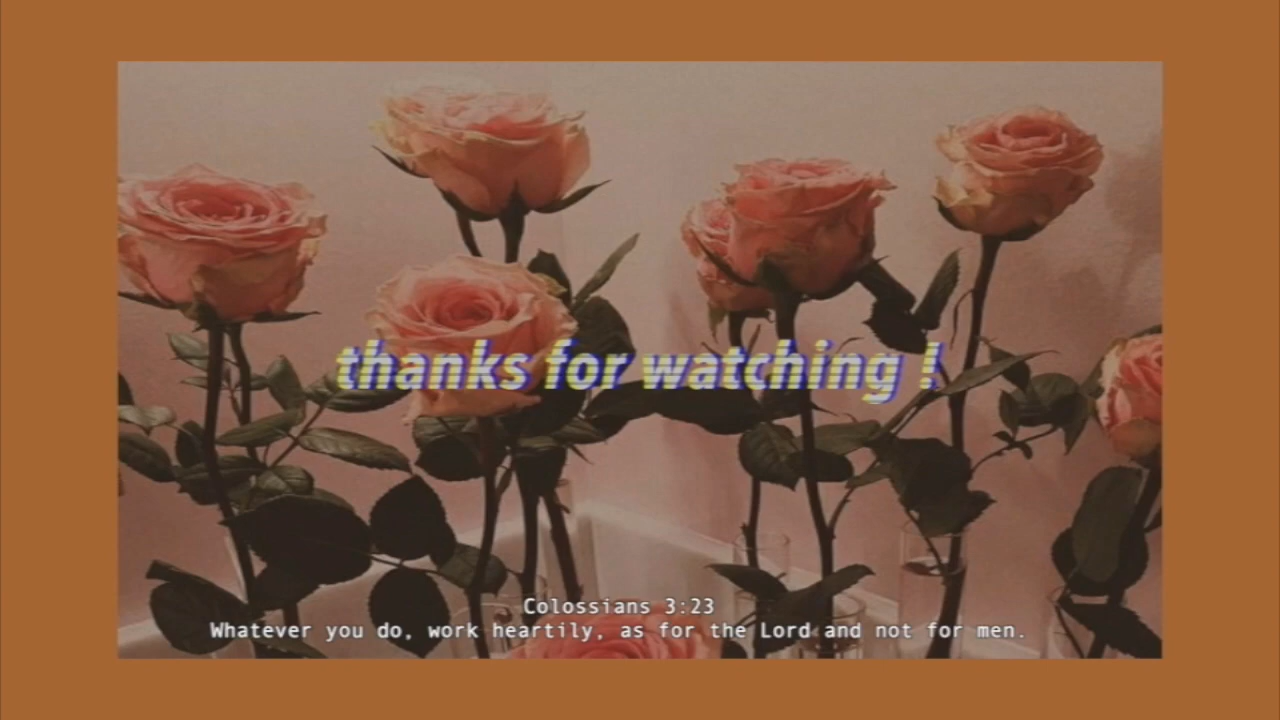 thanks for watching !
Colossians 3:23
Whatever you do, work heartily, as for the Lord and not for men.